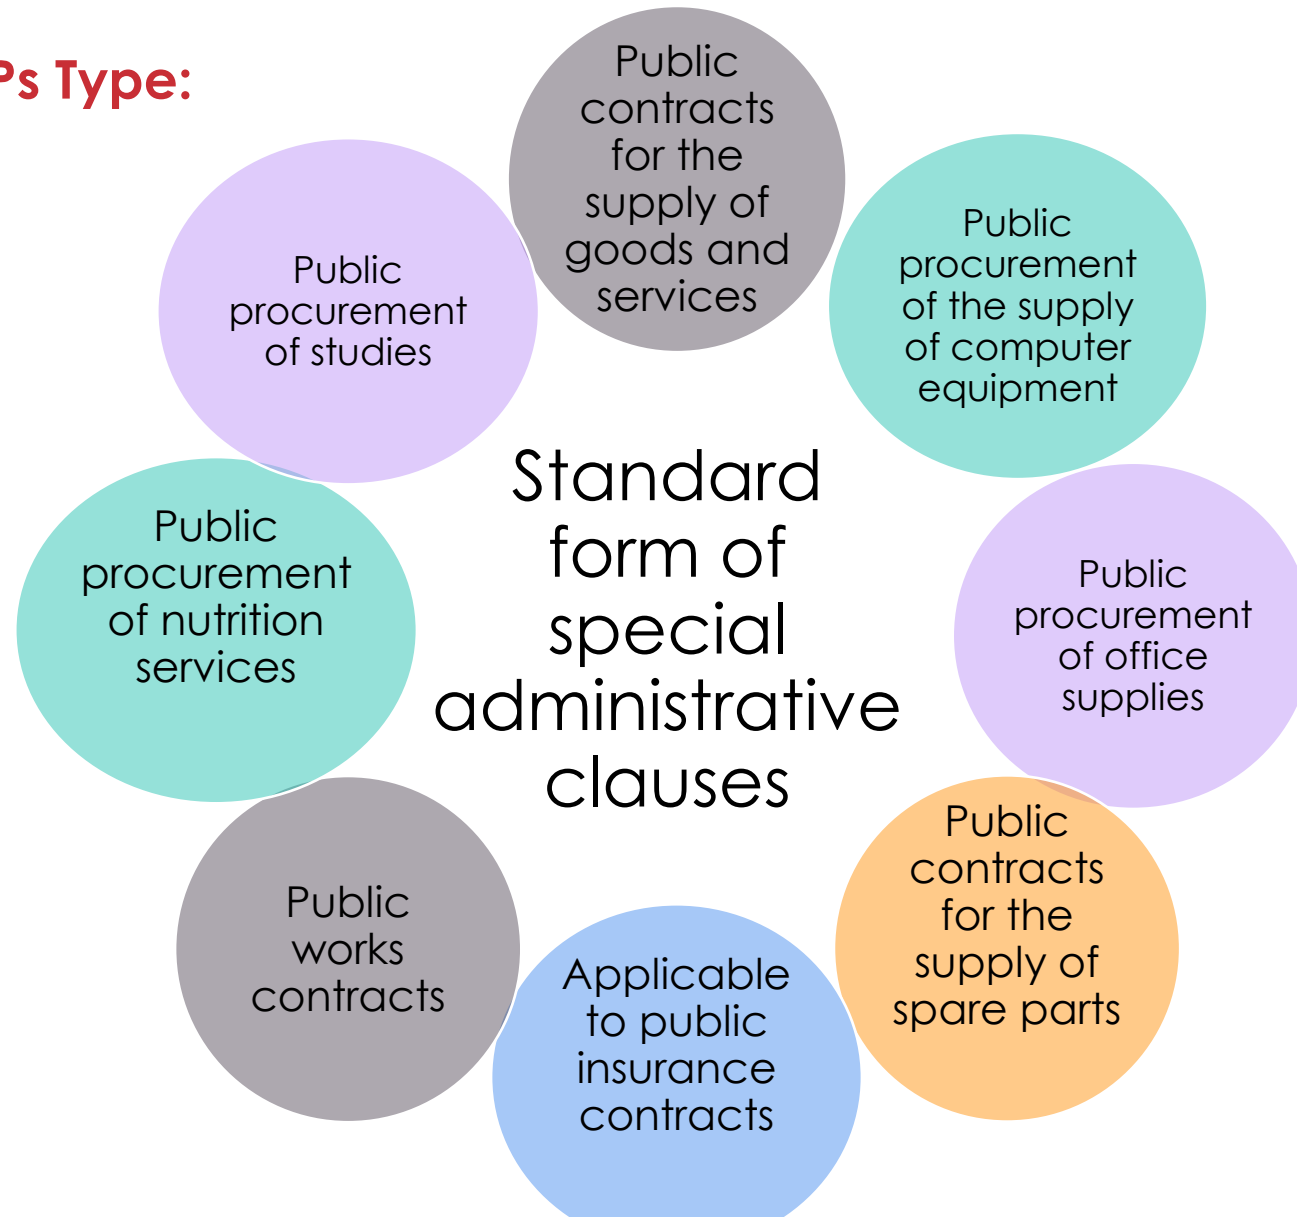 Ps Type:
Public
contracts
for the
supply of
goods and
services
Public
procurement
of the supply
of computer
equipment
Public
procurement
of office
supplies
Public
contracts
for the
supply of
spare parts
Applicable
to public
insurance
contracts
Public
works
contracts
Public
procurement
of nutrition
services
Public
procurement
of studies
Standard
form of
special
administrative
clauses